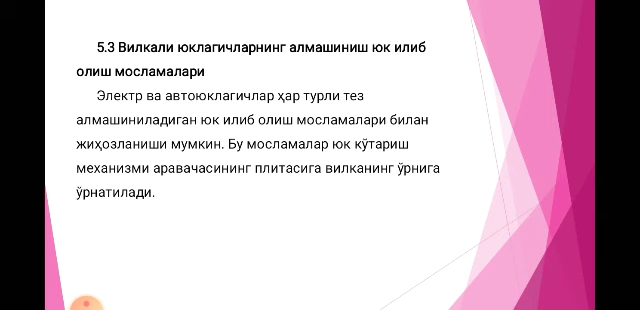 5.3 Вилкали юклагичларнинг алмашиниш юк илиб
олиш мосламалари
Электр ва автоюклагичлар ҳар турли тез
алмашиниладиган юк илиб олиш мосламалари билан
жиҳозланиши мумкин. Бу мосламалар юк кўтариш
механизми аравачасининг плитасига вилканинг ўрнига
ўрнатилади.